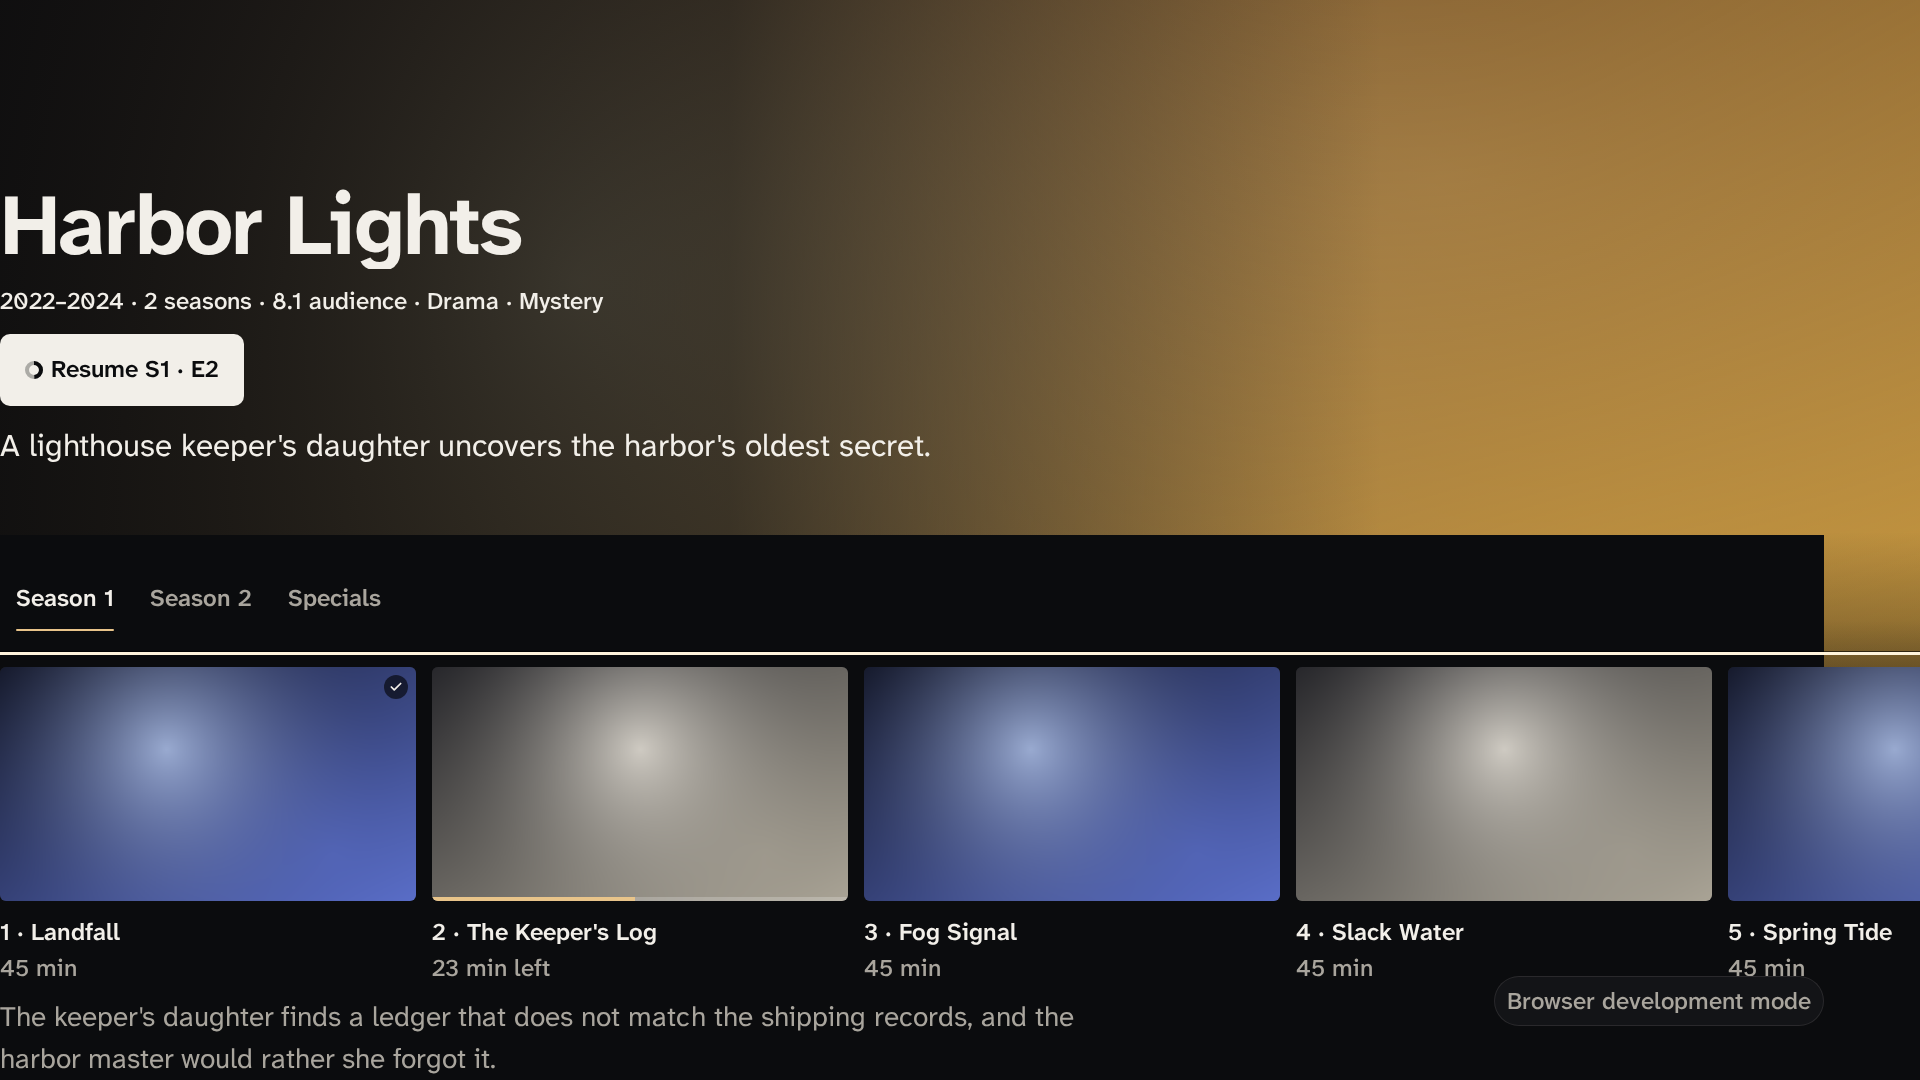 Harbor Lights
2022–2024 · 2 seasons · 8.1 audience · Drama · Mystery
Resume S1 · E2
A lighthouse keeper's daughter uncovers the harbor's oldest secret.
Season 1 Season 2 Specials
1 · Landfall
45 min
2 · The Keeper's Log
23 min left
3 · Fog Signal
45 min
4 · Slack Water
45 min
5 · Spring Tide
45 min
The keeper's daughter finds a ledger that does not match the shipping records, and the
harbor master would rather she forgot it.
Browser development mode